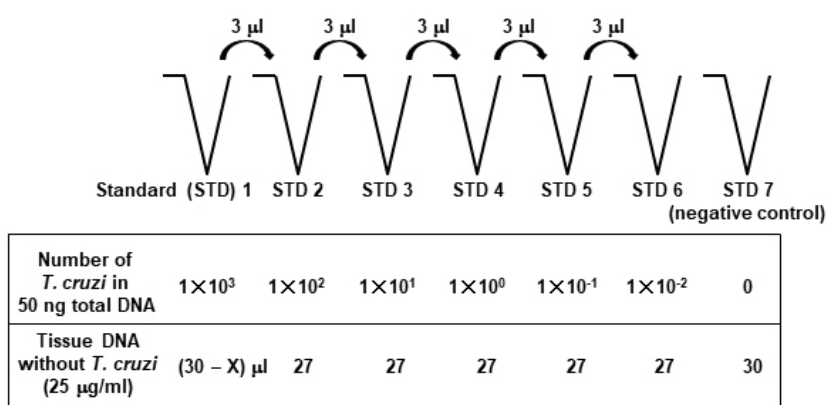 3 μl 3 μl 3 μl 3 μl 3 μl
Standard (STD) 1 STD 2 STD 3 STD 4 STD 5 STD 6 STD 7
(negative control)
Number of
T. cruzi in
50 ng total DNA
1×10³ 1×10² 1×10¹ 1×10⁰ 1×10⁻¹ 1×10⁻² 0
Tissue DNA
without T. cruzi
(25 μg/ml)
(30 – X) μl 27 27 27 27 27 30